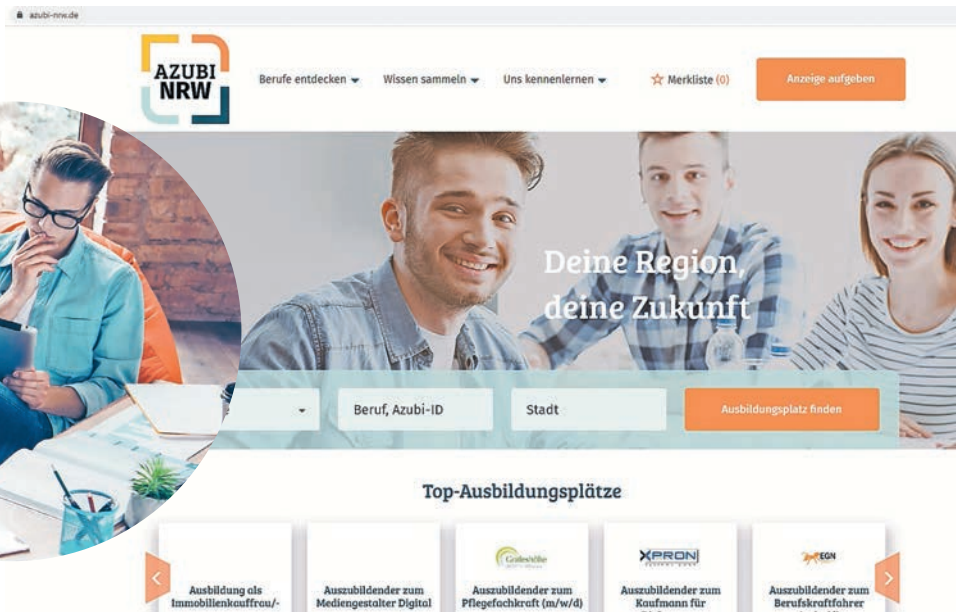 azubi-nrw.de
AZUBI
NRW
Berufe entdecken
Wissen sammeln
Uns kennenlernen
Merkliste (0)
Anzeige aufgeben
Deine Region,
deine Zukunft
Beruf, Azubi-ID
Stadt
Ausbildungsplatz finden
Top-Ausbildungsplätze
Ausbildung als
Immobilienkauffrau/-
Auszubildender zum
Mediengestalter Digital
Auszubildender zum
Pflegefachkraft (m/w/d)
XPRON
Auszubildender zum
Kaufmann für
EGN
Auszubildender zum
Berufskraftfahrer